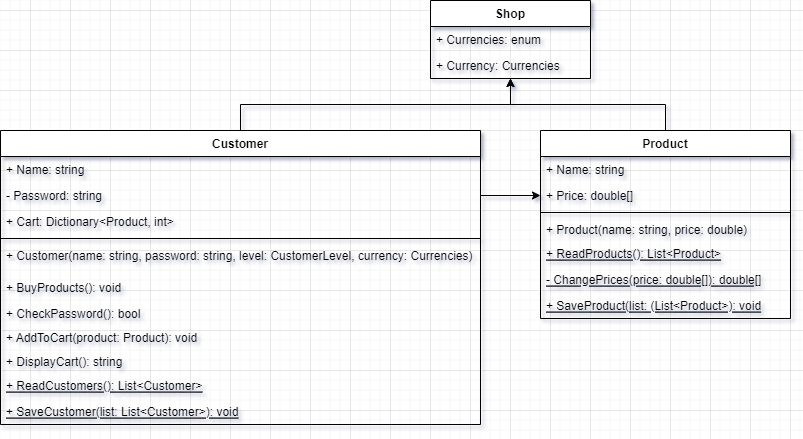 Shop
+ Currencies: enum
+ Currency: Currencies
Customer
+ Name: string
- Password: string
+ Cart: Dictionary<Product, int>
+ Customer(name: string, password: string, level: CustomerLevel, currency: Currencies)
+ BuyProducts(): void
+ CheckPassword(): bool
+ AddToCart(product: Product): void
+ DisplayCart(): string
+ ReadCustomers(): List<Customer>
+ SaveCustomer(list: List<Customer>): void
Product
+ Name: string
+ Price: double[]
+ Product(name: string, price: double)
+ ReadProducts(): List<Product>
- ChangePrices(price: double[]): double[]
+ SaveProduct(list: (List<Product>): void